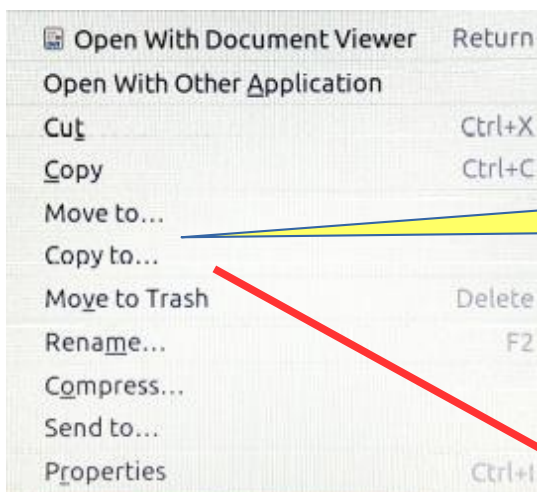 Open With Document Viewer Return
Open With Other Application
Cut Ctrl+X
Copy Ctrl+C
Move to...
Copy to...
Move to Trash Delete
Rename... F2
Compress...
Send to...
Properties Ctrl+I